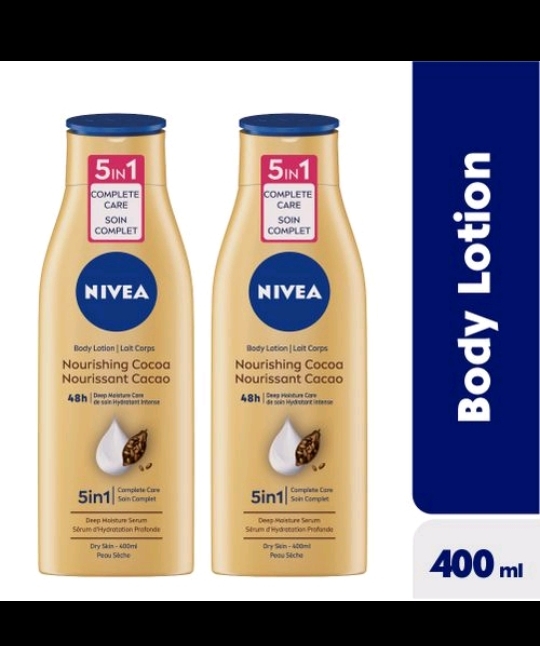 5IN1
COMPLETE
CARE
SOIN
COMPLET
NIVEA
Body Lotion | Lait Corps
Nourishing Cocoa
Nourissant Cacao
48h | Deep Moisture Care
de soin Hydratant Intense
5in1 | Complete Care
Soin Complet
Deep Moisture Serum
Sérum d'Hydratation Profonde
Dry Skin - 400ml
Peau Sèche
5IN1
COMPLETE
CARE
SOIN
COMPLET
NIVEA
Body Lotion | Lait Corps
Nourishing Cocoa
Nourissant Cacao
48h | Deep Moisture Care
de soin Hydratant Intense
5in1 | Complete Care
Soin Complet
Deep Moisture Serum
Sérum d'Hydratation Profonde
Dry Skin - 400ml
Peau Sèche
Body Lotion
400 ml